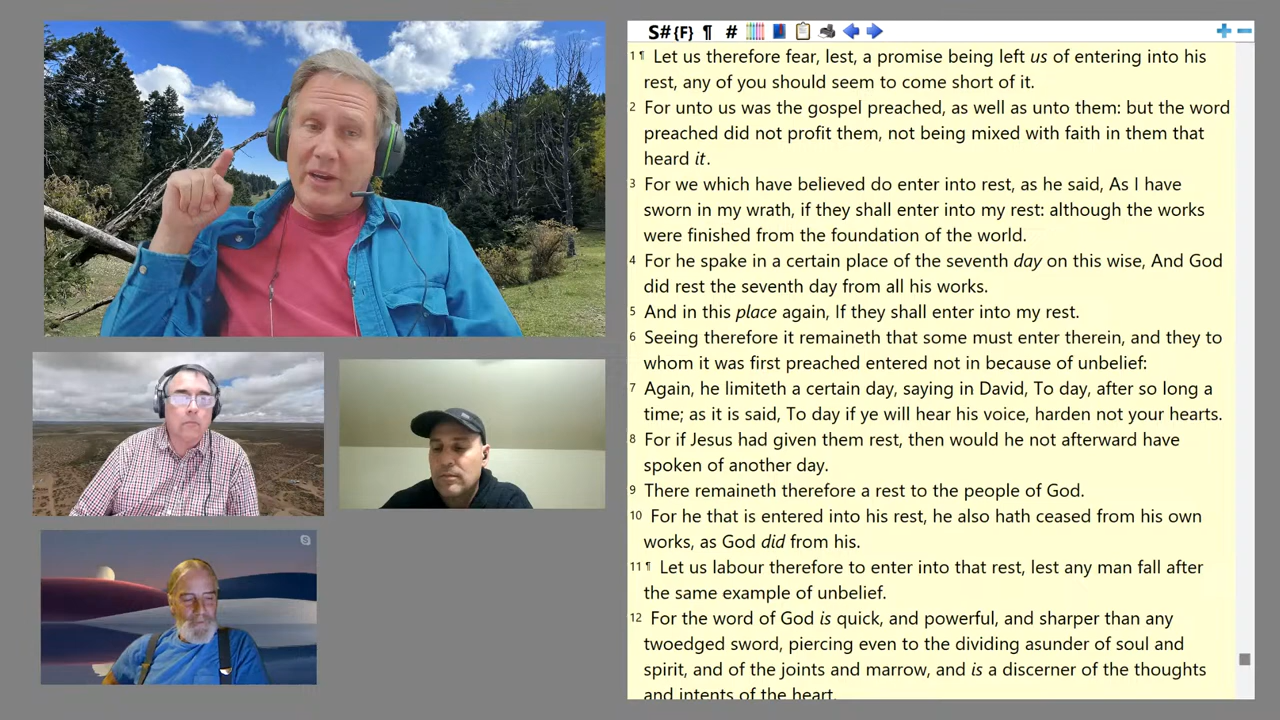 S# {F} ¶ #
1 ¶ Let us therefore fear, lest, a promise being left us of entering into his
rest, any of you should seem to come short of it.
2 For unto us was the gospel preached, as well as unto them: but the word
preached did not profit them, not being mixed with faith in them that
heard it.
3 For we which have believed do enter into rest, as he said, As I have
sworn in my wrath, if they shall enter into my rest: although the works
were finished from the foundation of the world.
4 For he spake in a certain place of the seventh day on this wise, And God
did rest the seventh day from all his works.
5 And in this place again, If they shall enter into my rest.
6 Seeing therefore it remaineth that some must enter therein, and they to
whom it was first preached entered not in because of unbelief:
7 Again, he limiteth a certain day, saying in David, To day, after so long a
time; as it is said, To day if ye will hear his voice, harden not your hearts.
8 For if Jesus had given them rest, then would he not afterward have
spoken of another day.
9 There remaineth therefore a rest to the people of God.
10 For he that is entered into his rest, he also hath ceased from his own
works, as God did from his.
11 ¶ Let us labour therefore to enter into that rest, lest any man fall after
the same example of unbelief.
12 For the word of God is quick, and powerful, and sharper than any
twoedged sword, piercing even to the dividing asunder of soul and
spirit, and of the joints and marrow, and is a discerner of the thoughts
and intents of the heart.